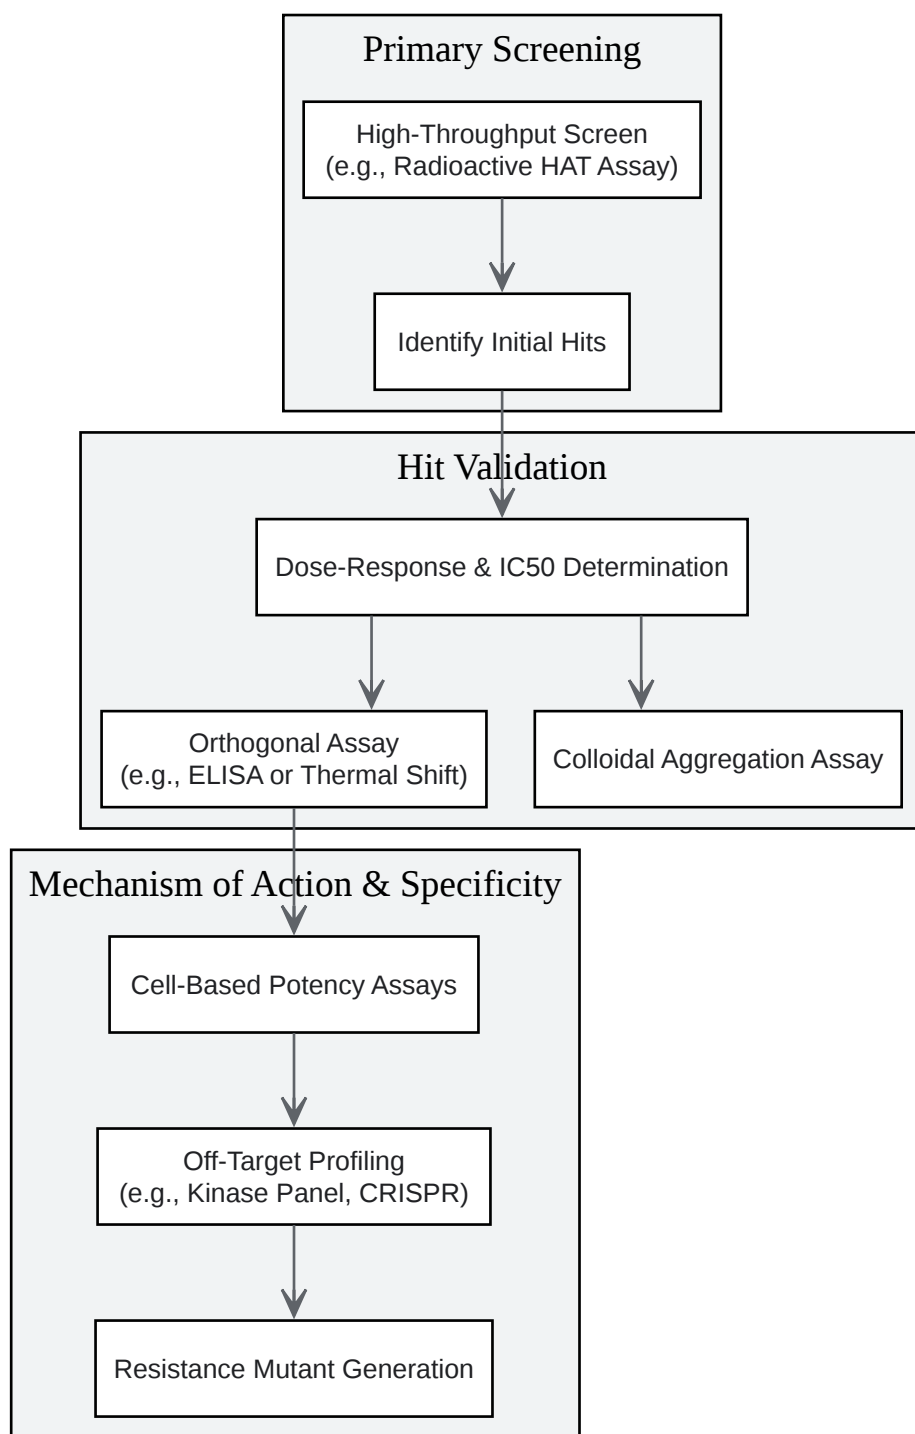 Primary Screening
High-Throughput Screen
(e.g., Radioactive HAT Assay)
Identify Initial Hits
Hit Validation
Dose-Response & IC50 Determination
Orthogonal Assay
(e.g., ELISA or Thermal Shift)
Colloidal Aggregation Assay
Mechanism of Action & Specificity
Cell-Based Potency Assays
Off-Target Profiling
(e.g., Kinase Panel, CRISPR)
Resistance Mutant Generation